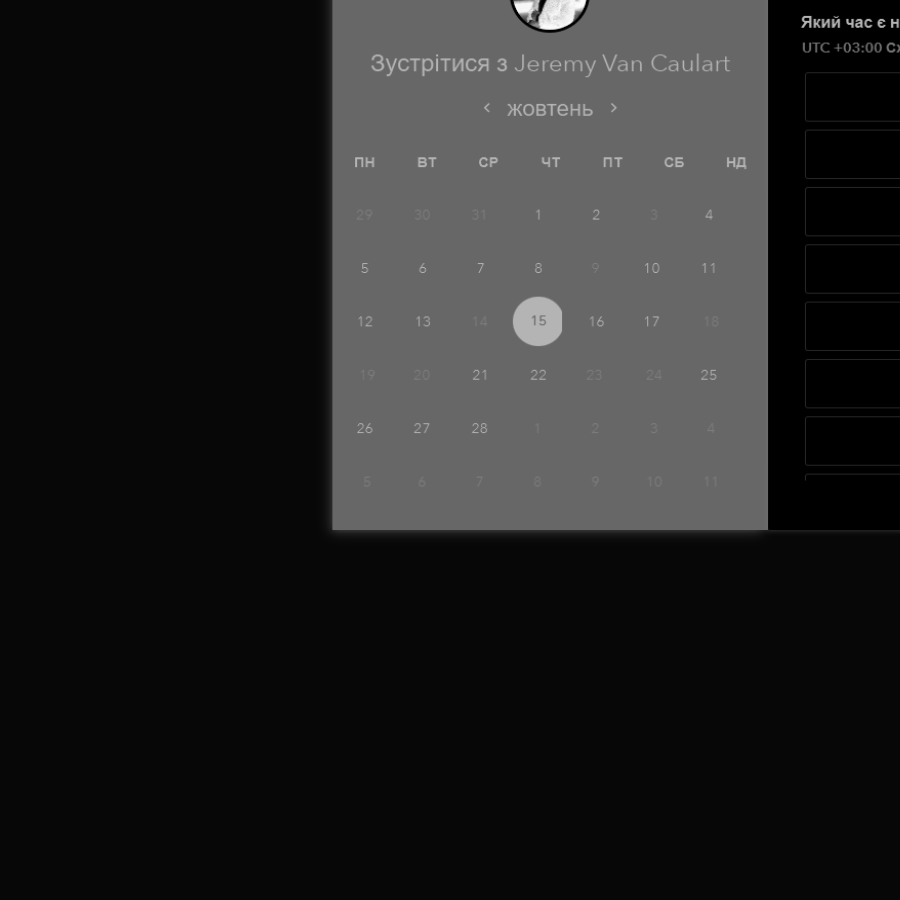 Зустрітися з Jeremy Van Caulart
‹ жовтень ›
ПН ВТ СР ЧТ ПТ СБ НД
29 30 31 1 2 3 4
5 6 7 8 9 10 11
12 13 14 15 16 17 18
19 20 21 22 23 24 25
26 27 28 1 2 3 4
5 6 7 8 9 10 11
Який час є
UTC +03:00